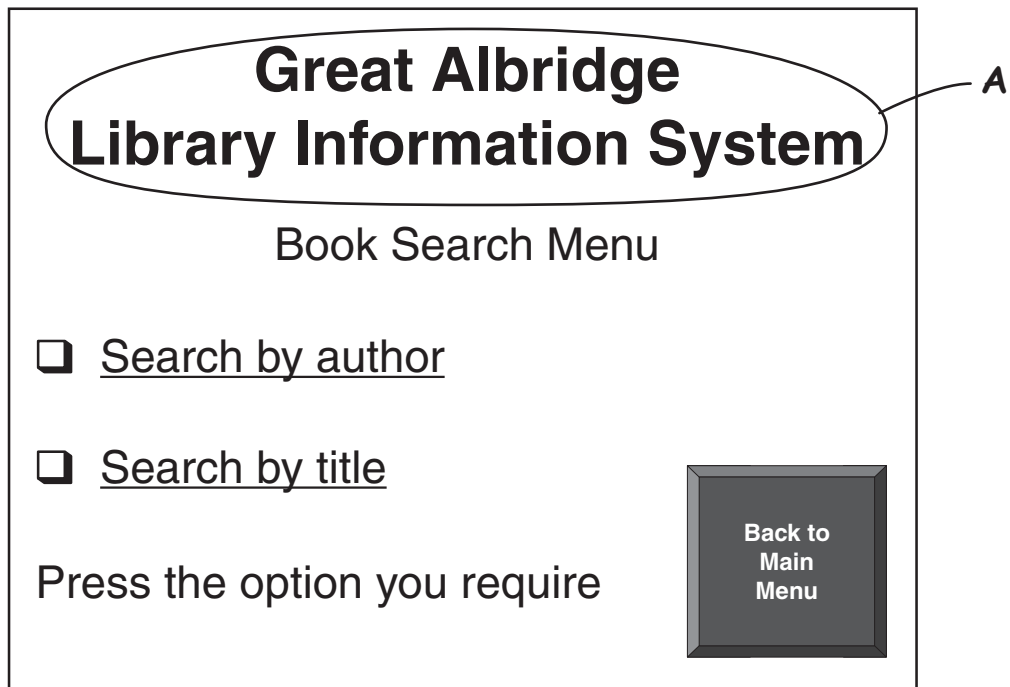 Great Albridge
Library Information System
A
Book Search Menu
Search by author
Search by title
Press the option you require
Back to
Main
Menu